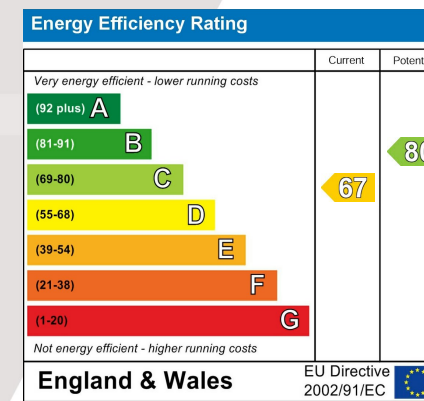 Energy Efficiency Rating
Current
Very energy efficient - lower running costs
(92 plus) A
(81-91) B
(69-80) C
(55-68) D
(39-54) E
(21-38) F
(1-20) G
67
Not energy efficient - higher running costs
England & Wales
EU Directive
2002/91/EC